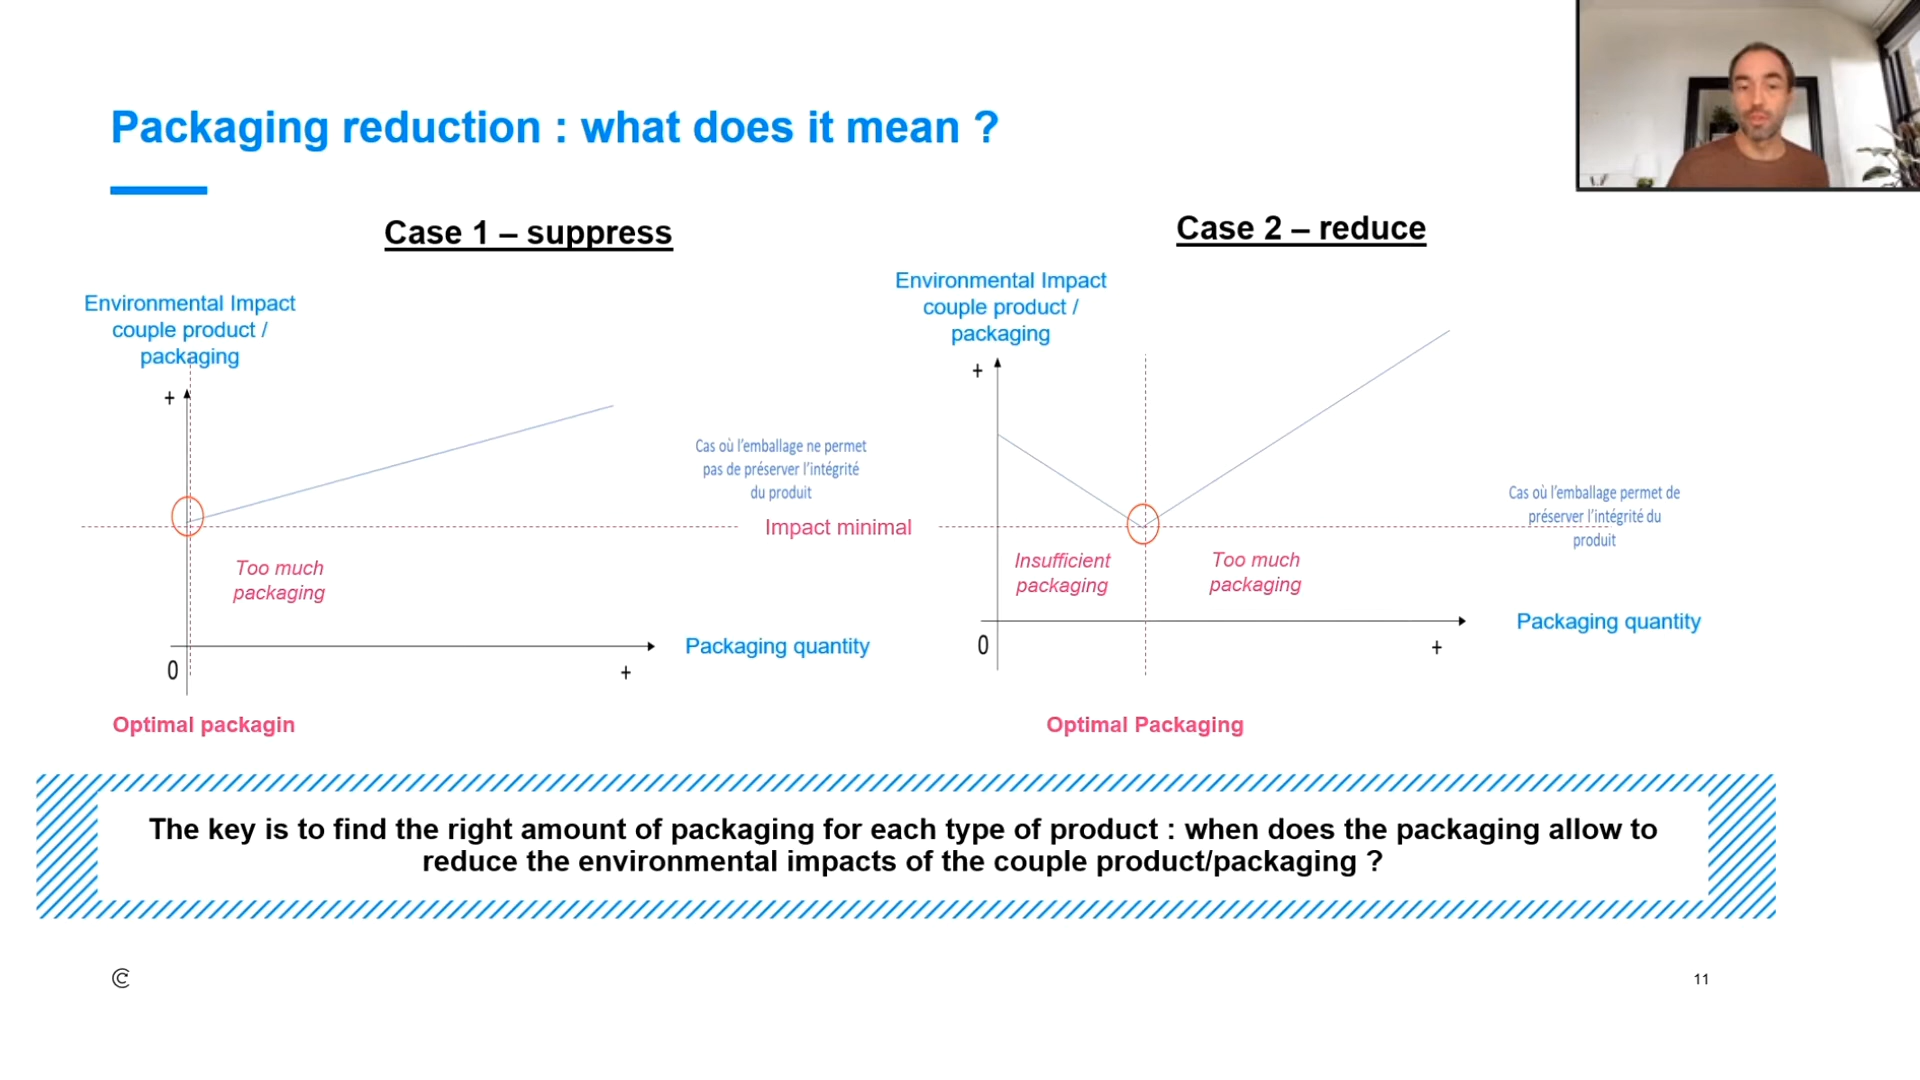 Packaging reduction : what does it mean ?
Case 1 – suppress
Environmental Impact
couple product /
packaging
+
Cas où l'emballage ne permet
pas de préserver l'intégrité
du produit
Impact minimal
Too much
packaging
0
+
Packaging quantity
Optimal packagin
Case 2 – reduce
Environmental Impact
couple product /
packaging
+
Cas où l'emballage permet de
préserver l'intégrité du
produit
Insufficient
packaging
Too much
packaging
0
+
Packaging quantity
Optimal Packaging
The key is to find the right amount of packaging for each type of product : when does the packaging allow to
reduce the environmental impacts of the couple product/packaging ?
11